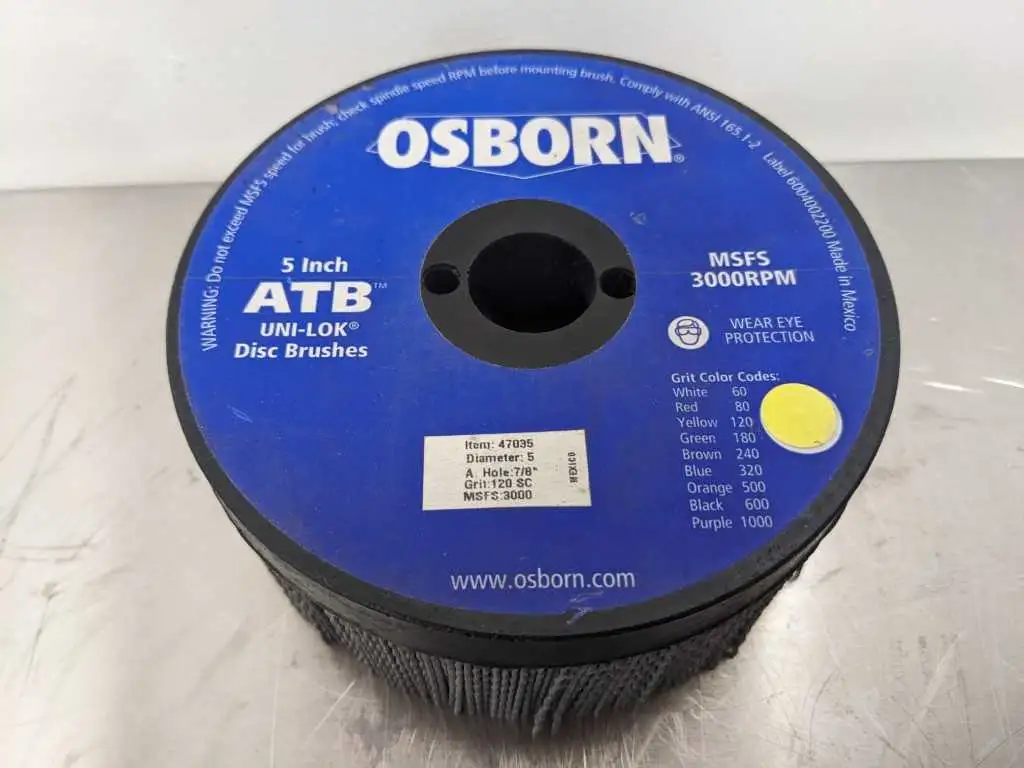 WARNING: Do not exceed MSFS speed for brush; check spindle speed RPM before mounting brush. Comply with ANSI 165.1-2 Label 6004002200 Made in Mexico
OSBORN®
5 Inch
ATB™
UNI-LOK®
Disc Brushes
MSFS
3000RPM
WEAR EYE
PROTECTION
Grit Color Codes:
White 60
Red 80
Yellow 120
Green 180
Brown 240
Blue 320
Orange 500
Black 600
Purple 1000
Item: 47035
Diameter: 5
A. Hole:7/8"
Grit:120 SC
MSFS:3000
www.osborn.com